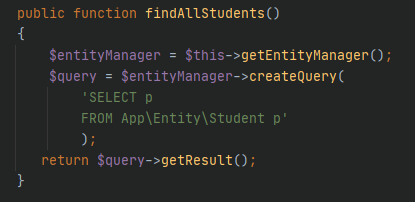 public function findAllStudents()
{
    $entityManager = $this->getEntityManager();
    $query = $entityManager->createQuery(
        'SELECT p
        FROM App\Entity\Student p'
        );
   return $query->getResult();
}